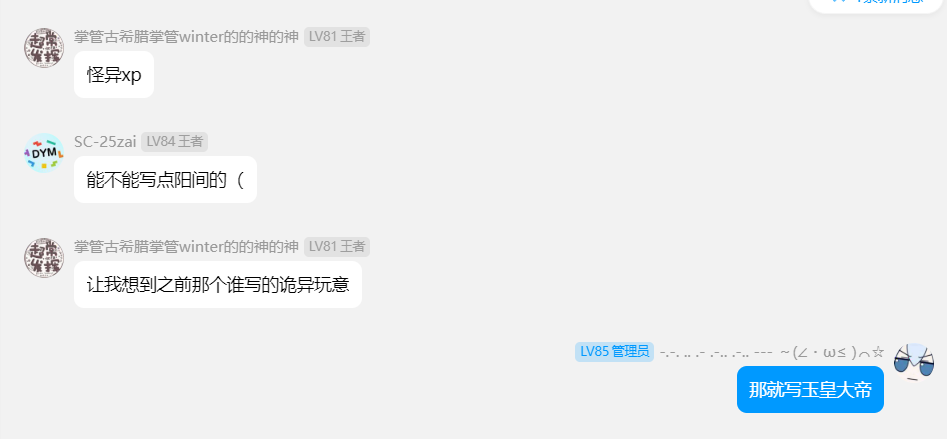 掌管古希腊掌管winter的的神的神 LV81 王者
怪异xp
SC-25zai LV84 王者
DYM
能不能写点阳间的（
掌管古希腊掌管winter的的神的神 LV81 王者
让我想到之前那个谁写的诡异玩意
LV85 管理员 -.-. .. .- .-.. .-.. --- ~(∠・ω≤ )⌒☆
那就写玉皇大帝